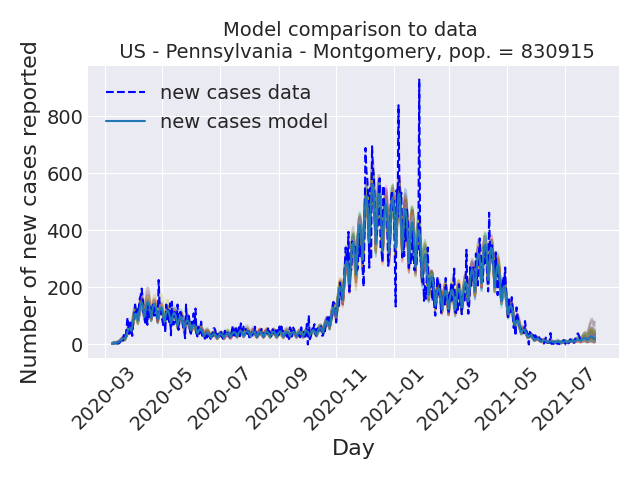 Model comparison to data
US - Pennsylvania - Montgomery, pop. = 830915
Number of new cases reported
800
600
400
200
0
new cases data
new cases model
2020-03
2020-05
2020-07
2020-09
2020-11
2021-01
2021-03
2021-05
2021-07
Day